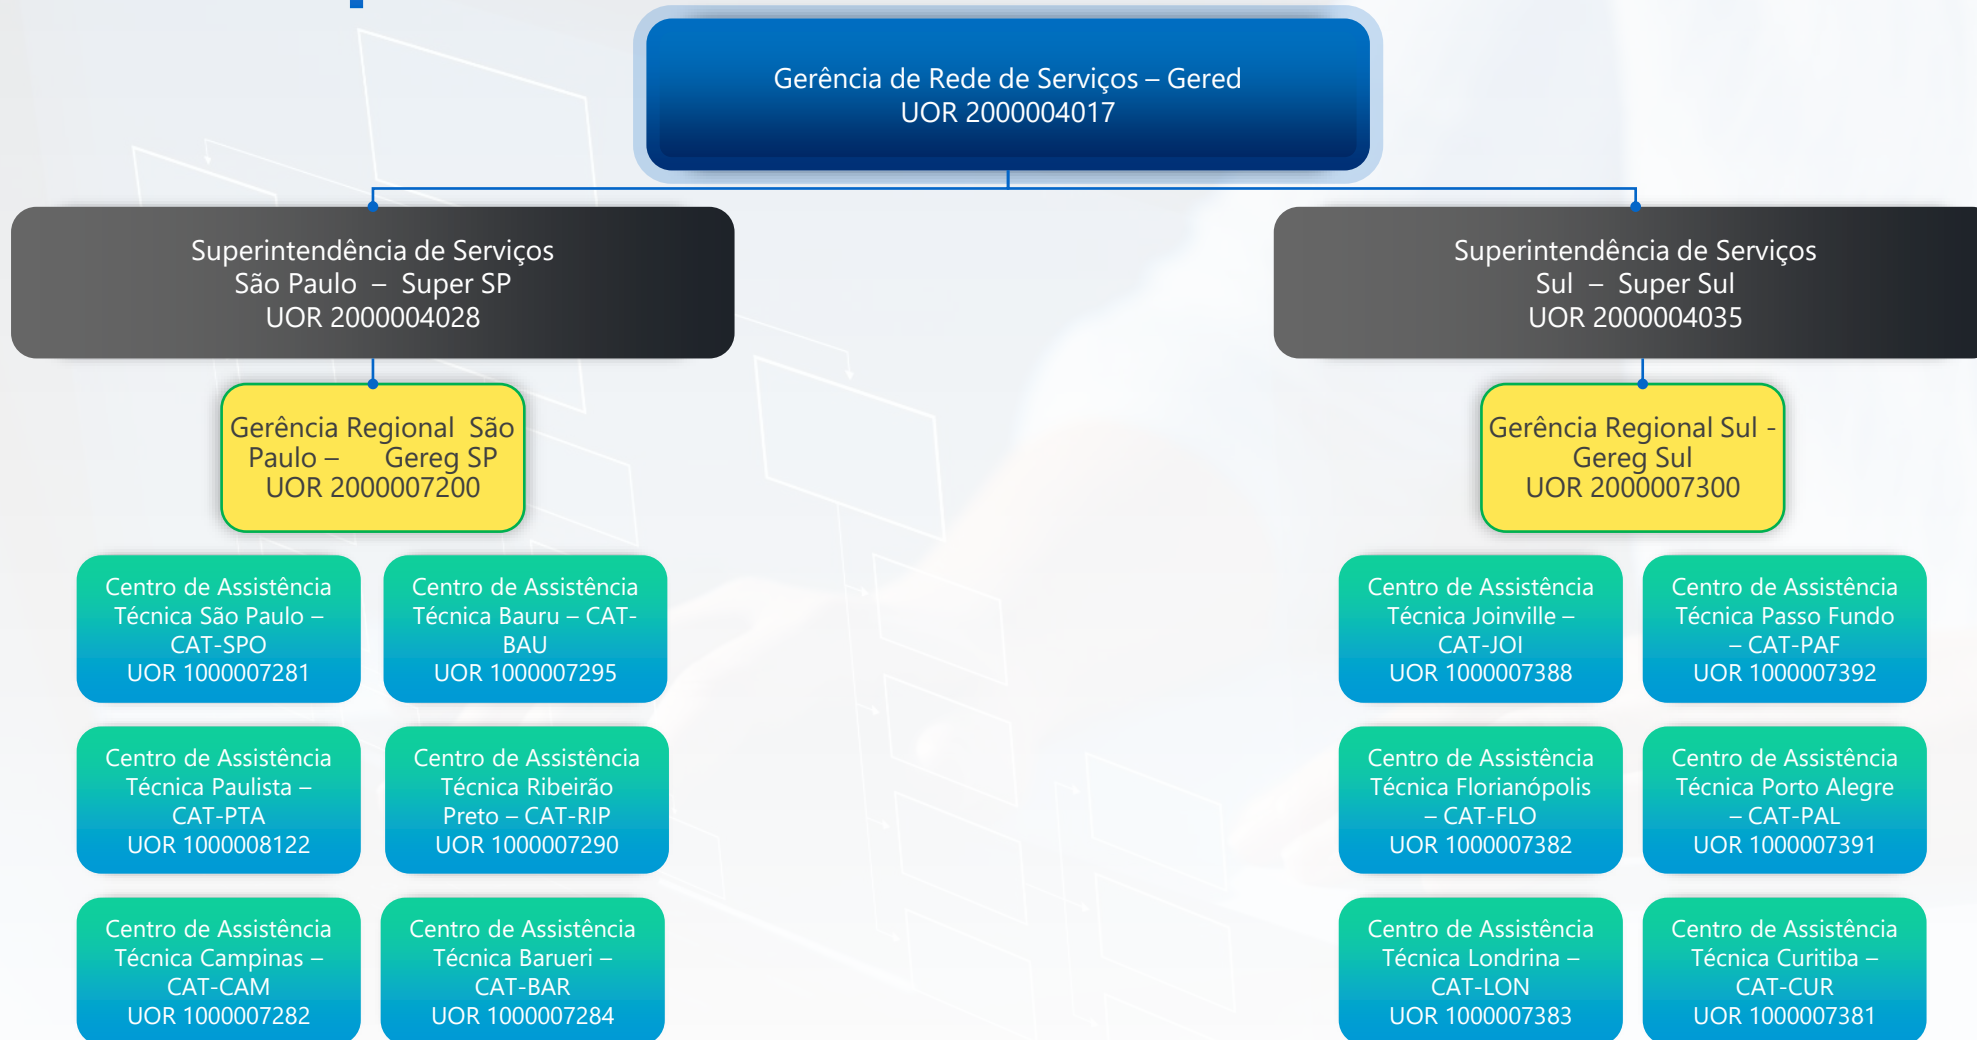 Gerência de Rede de Serviços – Gered
UOR 2000004017
Superintendência de Serviços
São Paulo – Super SP
UOR 2000004028
Superintendência de Serviços
Sul – Super Sul
UOR 2000004035
Gerência Regional São
Paulo – Gereg SP
UOR 2000007200
Gerência Regional Sul -
Gereg Sul
UOR 2000007300
Centro de Assistência
Técnica São Paulo –
CAT-SPO
UOR 1000007281
Centro de Assistência
Técnica Bauru – CAT-
BAU
UOR 1000007295
Centro de Assistência
Técnica Joinville –
CAT-JOI
UOR 1000007388
Centro de Assistência
Técnica Passo Fundo
– CAT-PAF
UOR 1000007392
Centro de Assistência
Técnica Paulista –
CAT-PTA
UOR 1000008122
Centro de Assistência
Técnica Ribeirão
Preto – CAT-RIP
UOR 1000007290
Centro de Assistência
Técnica Florianópolis
– CAT-FLO
UOR 1000007382
Centro de Assistência
Técnica Porto Alegre
– CAT-PAL
UOR 1000007391
Centro de Assistência
Técnica Campinas –
CAT-CAM
UOR 1000007282
Centro de Assistência
Técnica Barueri –
CAT-BAR
UOR 1000007284
Centro de Assistência
Técnica Londrina –
CAT-LON
UOR 1000007383
Centro de Assistência
Técnica Curitiba –
CAT-CUR
UOR 1000007381